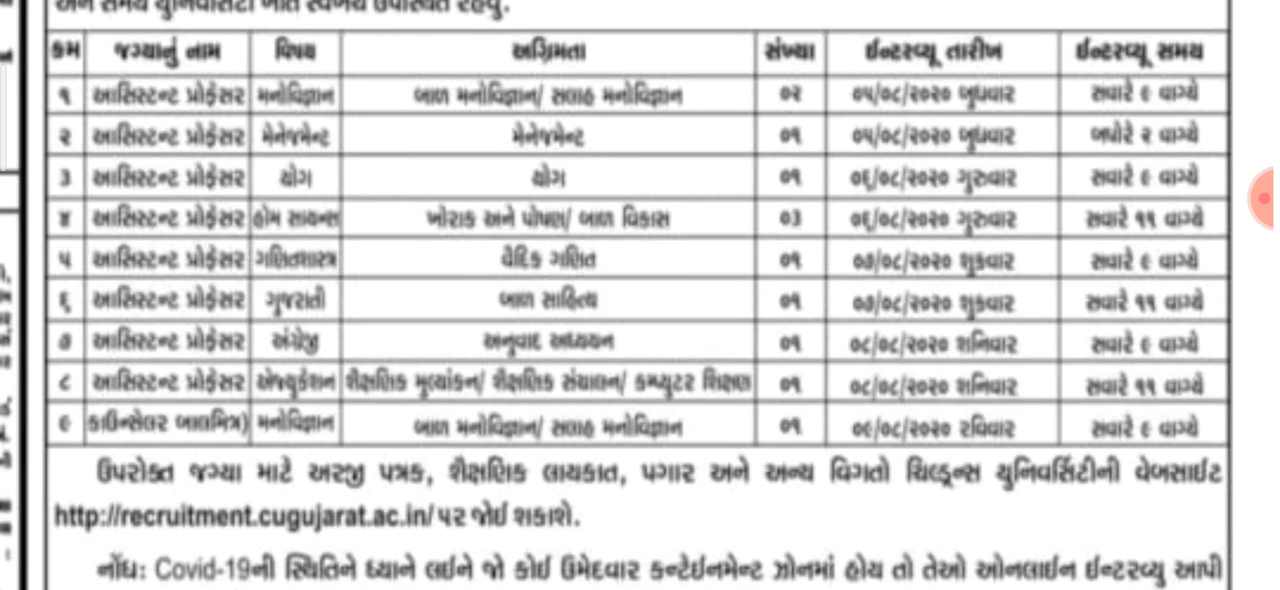 અને સમયે યુનિવર્સિટી ખાતે સ્વખર્ચે ઉપસ્થિત રહેવું.
ક્રમ જગ્યાનું નામ વિષય અગ્રિમતા સંખ્યા ઈન્ટરવ્યૂ તારીખ ઈન્ટરવ્યૂ સમય
૧ આસિસ્ટન્ટ પ્રોફેસર મનોવિજ્ઞાન બાળ મનોવિજ્ઞાન/ સલાહ મનોવિજ્ઞાન ૦૨ ૦૫/૦૮/૨૦૨૦ બુધવાર સવારે ૯ વાગ્યે
૨ આસિસ્ટન્ટ પ્રોફેસર મેનેજમેન્ટ મેનેજમેન્ટ ૦૧ ૦૫/૦૮/૨૦૨૦ બુધવાર બપોરે ૨ વાગ્યે
૩ આસિસ્ટન્ટ પ્રોફેસર યોગ યોગ ૦૧ ૦૬/૦૮/૨૦૨૦ ગુરુવાર સવારે ૯ વાગ્યે
૪ આસિસ્ટન્ટ પ્રોફેસર હોમ સાયન્સ ખોરાક અને પોષણ/ બાળ વિકાસ ૦૩ ૦૬/૦૮/૨૦૨૦ ગુરુવાર સવારે ૧૧ વાગ્યે
૫ આસિસ્ટન્ટ પ્રોફેસર ગણિતશાસ્ત્ર વૈદિક ગણિત ૦૧ ૦૭/૦૮/૨૦૨૦ શુક્રવાર સવારે ૯ વાગ્યે
૬ આસિસ્ટન્ટ પ્રોફેસર ગુજરાતી બાળ સાહિત્ય ૦૧ ૦૭/૦૮/૨૦૨૦ શુક્રવાર સવારે ૧૧ વાગ્યે
૭ આસિસ્ટન્ટ પ્રોફેસર અંગ્રેજી અનુવાદ અધ્યયન ૦૧ ૦૮/૦૮/૨૦૨૦ શનિવાર સવારે ૯ વાગ્યે
૮ આસિસ્ટન્ટ પ્રોફેસર એજ્યુકેશન શૈક્ષણિક મુલ્યાંકન/ શૈક્ષણિક સંચાલન/ કમ્પ્યુટર શિક્ષણ ૦૧ ૦૮/૦૮/૨૦૨૦ શનિવાર સવારે ૧૧ વાગ્યે
૯ કાઉન્સેલર બાલમિત્ર) મનોવિજ્ઞાન બાળ મનોવિજ્ઞાન/ સલાહ મનોવિજ્ઞાન ૦૧ ૦૯/૦૮/૨૦૨૦ રવિવાર સવારે ૯ વાગ્યે
ઉપરોક્ત જગ્યા માટે અરજી પત્રક, શૈક્ષણિક લાયકાત, પગાર અને અન્ય વિગતો ચિલ્ડ્રન્સ યુનિવર્સિટીની વેબસાઈટ
http://recruitment.cugujarat.ac.in/ પર જોઈ શકાશે.
નોંધ: Covid-19ની સ્થિતિને ધ્યાને લઈને જો કોઈ ઉમેદવાર કન્ટેઈનમેન્ટ ઝોનમાં હોય તો તેઓ ઓનલાઈન ઈન્ટરવ્યુ આપી